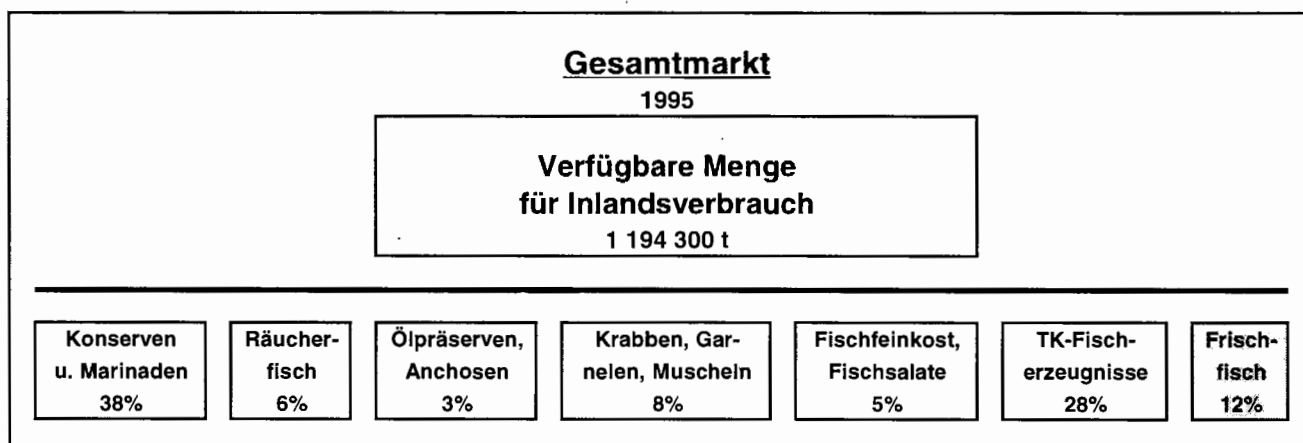 Gesamtmarkt
1995
Verfügbare Menge
für Inlandsverbrauch
1 194 300 t
Konserven
u. Marinaden
38%
Räucher-
fisch
6%
Ölpräserven,
Anchosen
3%
Krabben, Gar-
nelen, Muscheln
8%
Fischfeinkost,
Fischsalate
5%
TK-Fisch-
erzeugnisse
28%
Frisch-
fisch
12%